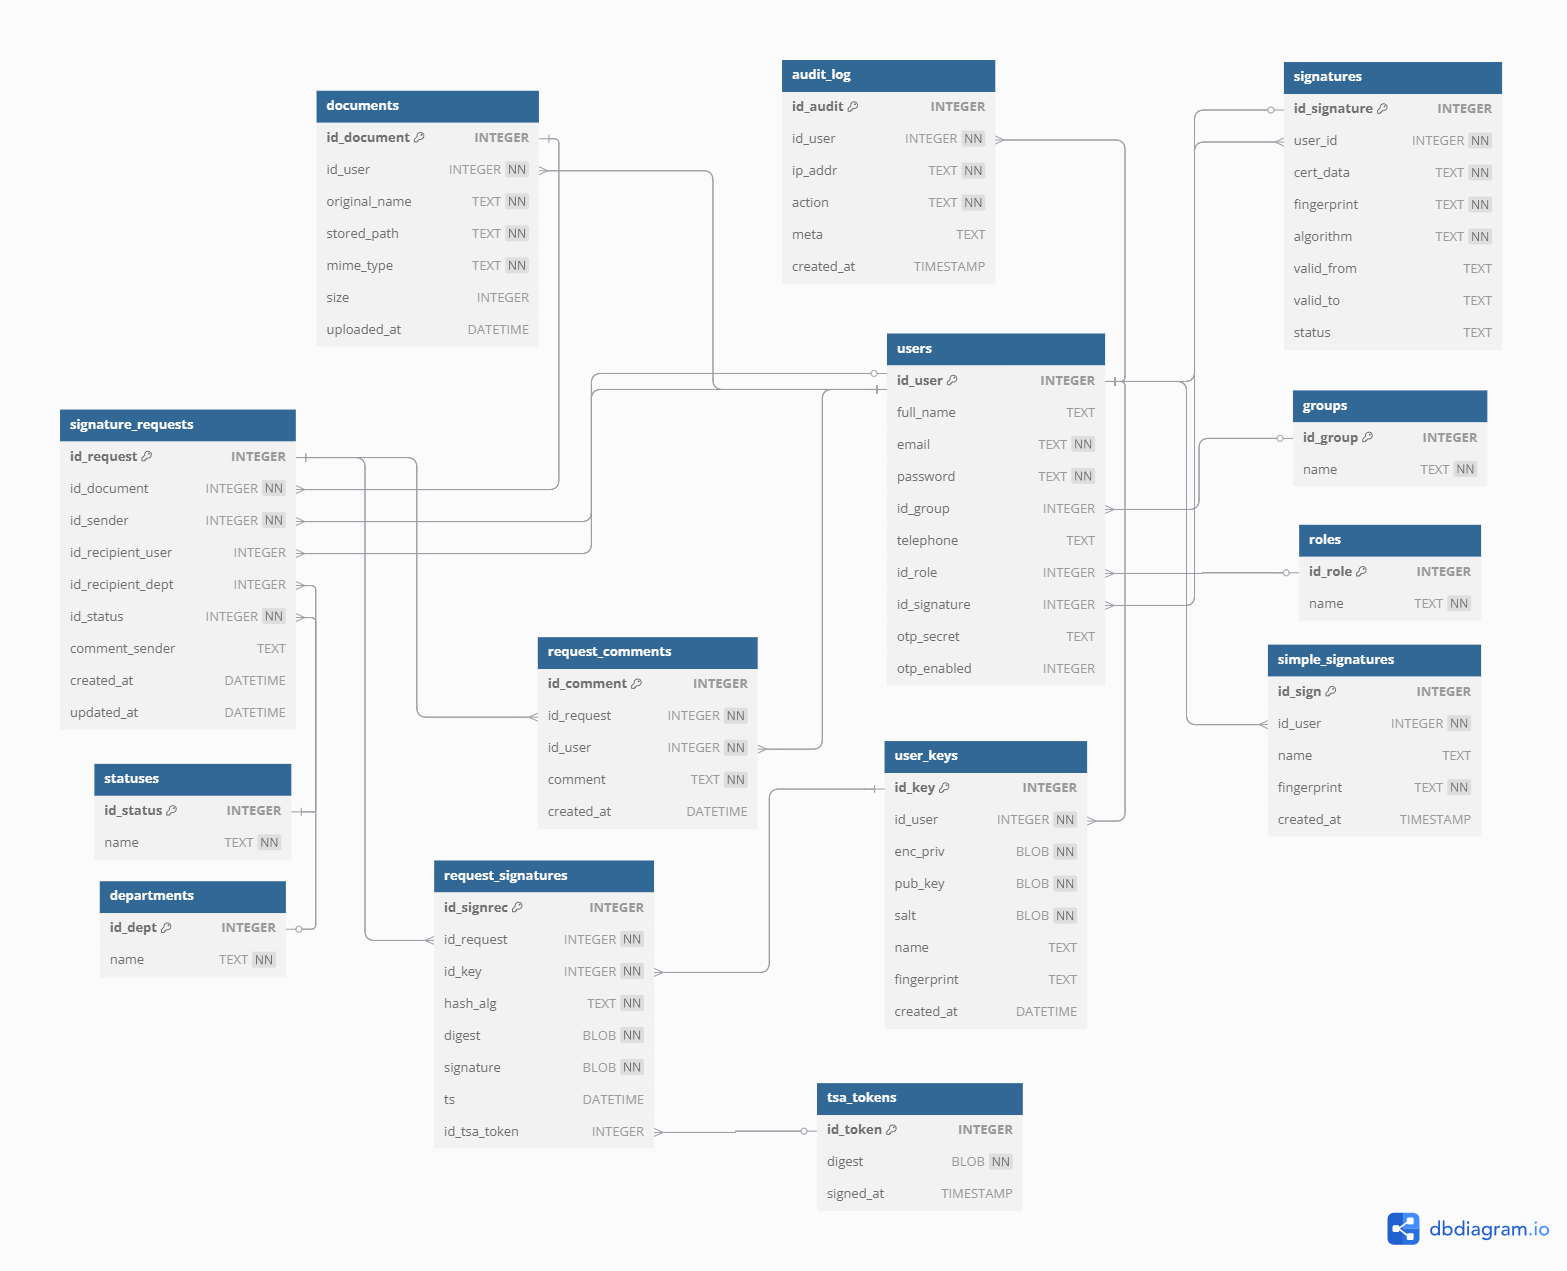 documents
id_document INTEGER
id_user INTEGER NN
original_name TEXT NN
stored_path TEXT NN
mime_type TEXT NN
size INTEGER
uploaded_at DATETIME
audit_log
id_audit INTEGER
id_user INTEGER NN
ip_addr TEXT NN
action TEXT NN
meta TEXT
created_at TIMESTAMP
signatures
id_signature INTEGER
user_id INTEGER NN
cert_data TEXT NN
fingerprint TEXT NN
algorithm TEXT NN
valid_from TEXT
valid_to TEXT
status TEXT
users
id_user INTEGER
full_name TEXT
email TEXT NN
password TEXT NN
id_group INTEGER
telephone TEXT
id_role INTEGER
id_signature INTEGER
otp_secret TEXT
otp_enabled INTEGER
groups
id_group INTEGER
name TEXT NN
signature_requests
id_request INTEGER
id_document INTEGER NN
id_sender INTEGER NN
id_recipient_user INTEGER
id_recipient_dept INTEGER
id_status INTEGER NN
comment_sender TEXT
created_at DATETIME
updated_at DATETIME
roles
id_role INTEGER
name TEXT NN
request_comments
id_comment INTEGER
id_request INTEGER NN
id_user INTEGER NN
comment TEXT NN
created_at DATETIME
simple_signatures
id_sign INTEGER
id_user INTEGER NN
name TEXT
fingerprint TEXT NN
created_at TIMESTAMP
user_keys
id_key INTEGER
id_user INTEGER NN
enc_priv BLOB NN
pub_key BLOB NN
salt BLOB NN
name TEXT
fingerprint TEXT
created_at DATETIME
statuses
id_status INTEGER
name TEXT NN
departments
id_dept INTEGER
name TEXT NN
request_signatures
id_signrec INTEGER
id_request INTEGER NN
id_key INTEGER NN
hash_alg TEXT NN
digest BLOB NN
signature BLOB NN
ts DATETIME
id_tsa_token INTEGER
tsa_tokens
id_token INTEGER
digest BLOB NN
signed_at TIMESTAMP
dbdiagram.io